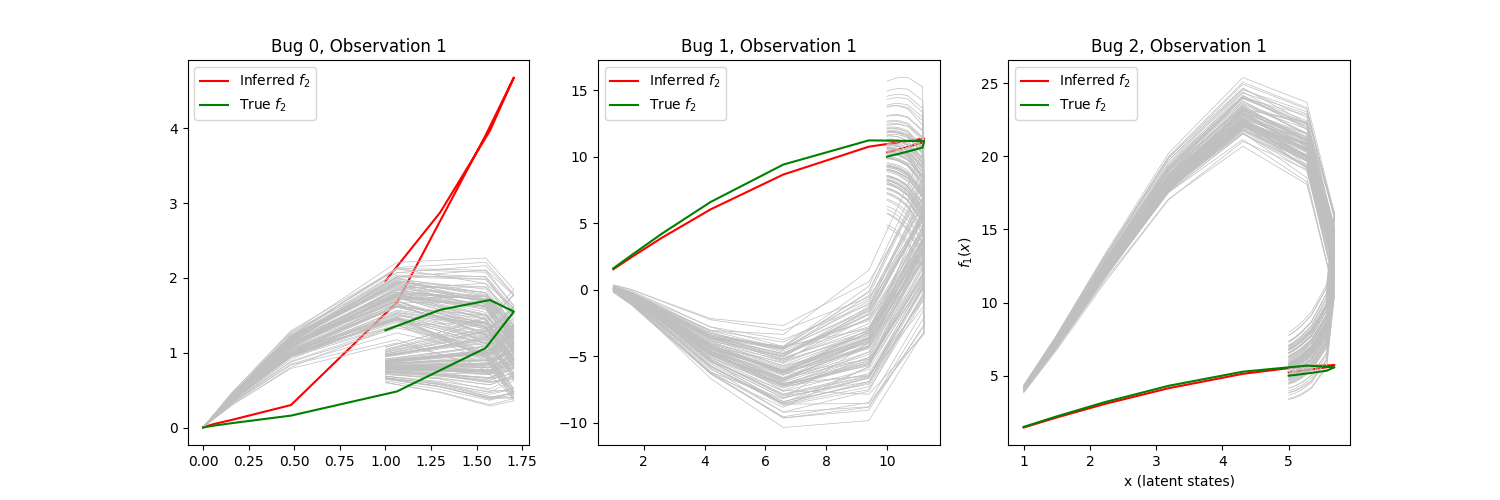 Bug 0, Observation 1
Inferred f₂
True f₂
4
3
2
1
0
0.00 0.25 0.50 0.75 1.00 1.25 1.50 1.75
Bug 1, Observation 1
Inferred f₂
True f₂
15
10
5
0
−5
−10
2 4 6 8 10
Bug 2, Observation 1
Inferred f₂
True f₂
f₁(x)
25
20
15
10
5
1 2 3 4 5
x (latent states)